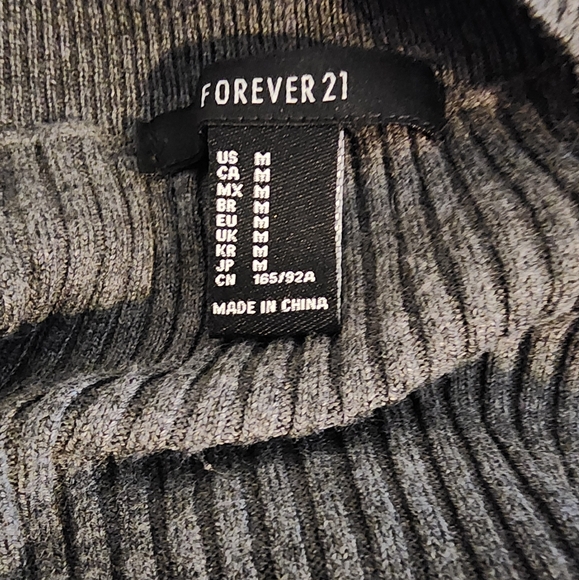 FOREVER 21
US M
CA M
MX M
BR M
EU M
UK M
KR M
JP M
CN 165/92A
MADE IN CHINA